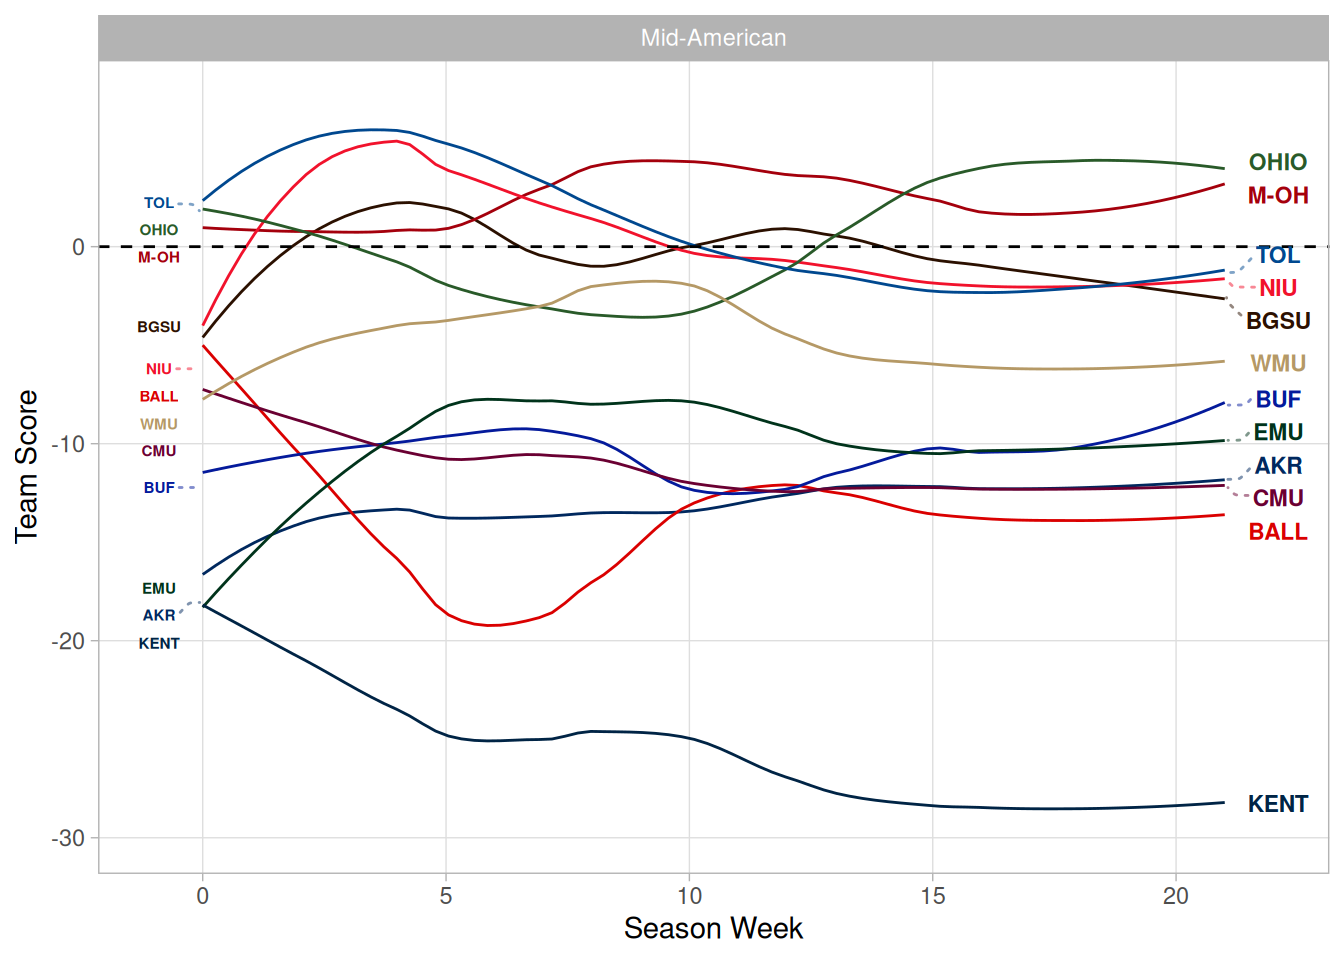 Mid-American
Team Score
0
-10
-20
-30
TOL
OHIO
M-OH
BGSU
NIU
BALL
WMU
CMU
BUF
EMU
AKR
KENT
OHIO
M-OH
TOL
NIU
BGSU
WMU
BUF
EMU
AKR
CMU
BALL
KENT
0 5 10 15 20
Season Week